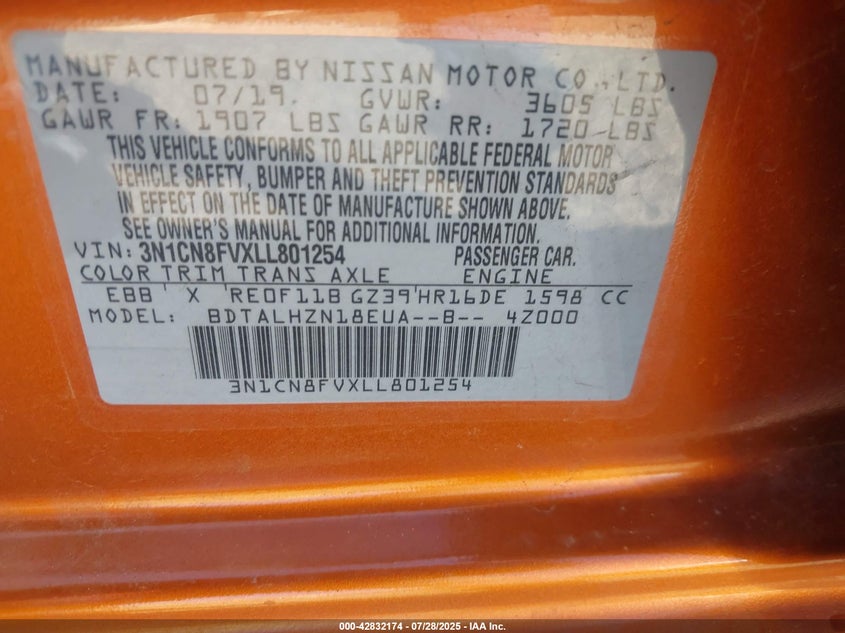 MANUFACTURED BY NISSAN MOTOR CO., LTD.
DATE: 07/19. GVWR: 3605 LBS
GAWR FR: 1907 LBS GAWR RR: 1720 LBS
THIS VEHICLE CONFORMS TO ALL APPLICABLE FEDERAL MOTOR
VEHICLE SAFETY, BUMPER AND THEFT PREVENTION STANDARDS
IN EFFECT ON THE DATE OF MANUFACTURE SHOWN ABOVE.
SEE OWNER'S MANUAL FOR ADDITIONAL INFORMATION.
VIN: 3N1CN8FVXLL801254 PASSENGER CAR.
COLOR TRIM TRANS AXLE ENGINE
EBB X RE0F11B GZ39 HR16DE 1598 CC
MODEL: BDTALHZN18EUA--B-- 4Z000
3N1CN8FVXLL801254
000-42832174 | 07/28/2025 - IAA Inc.